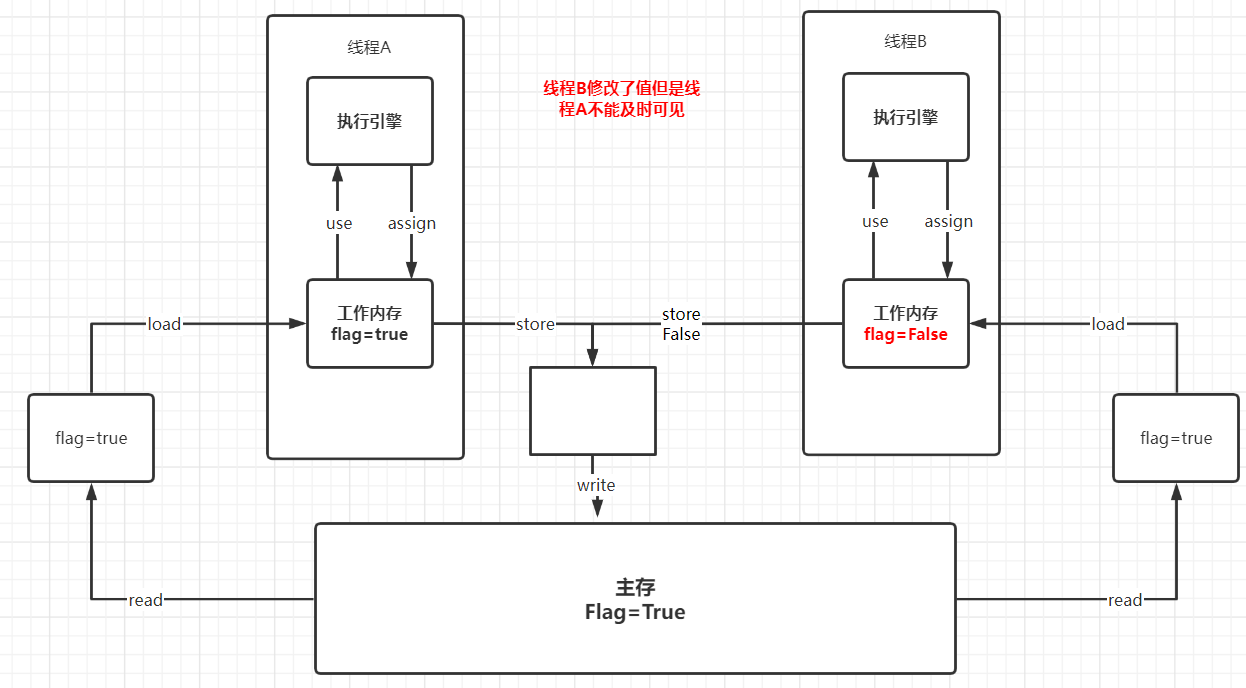 线程A
线程B
线程B修改了值但是线
程A不能及时可见
执行引擎
执行引擎
use
assign
use
assign
工作内存
flag=true
工作内存
flag=False
load
store
store
False
load
flag=true
flag=true
write
主存
Flag=True
read
read